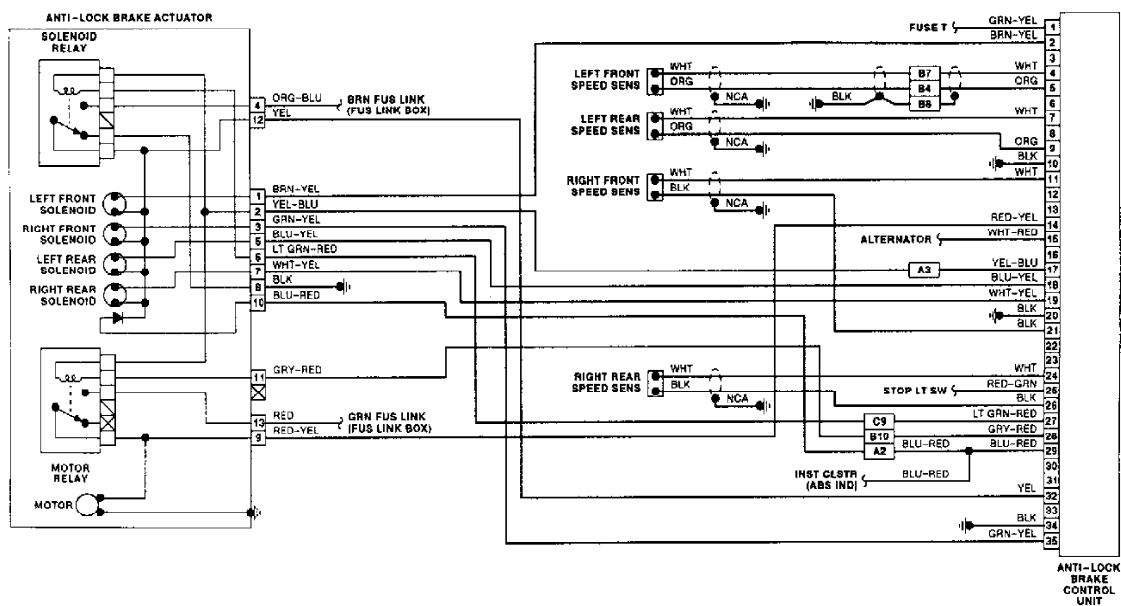 ANTI-LOCK BRAKE ACTUATOR
SOLENOID
RELAY
4
ORG-BLU
BRN FUS LINK
(FUS LINK BOX)
12
YEL
LEFT FRONT
SOLENOID
RIGHT FRONT
SOLENOID
LEFT REAR
SOLENOID
RIGHT REAR
SOLENOID
1
BRN-YEL
2
YEL-BLU
3
GRN-YEL
5
BLU-YEL
6
LT GRN-RED
7
WHT-YEL
8
BLK
10
BLU-RED
11
GRY-RED
13
RED
GRN FUS LINK
(FUS LINK BOX)
9
RED-YEL
MOTOR
RELAY
MOTOR
LEFT FRONT
SPEED SENS
WHT
ORG
NCA
BLK
B7
B4
B6
LEFT REAR
SPEED SENS
WHT
ORG
NCA
RIGHT FRONT
SPEED SENS
WHT
BLK
NCA
ALTERNATOR
A3
RIGHT REAR
SPEED SENS
WHT
BLK
NCA
STOP LT SW
C9
B10
A2
BLU-RED
INST CLSTR
(ABS IND)
BLU-RED
FUSE T
GRN-YEL 1
BRN-YEL 2
3
WHT 4
ORG 5
6
WHT 7
8
ORG 9
BLK 10
WHT 11
12
13
RED-YEL 14
WHT-RED 15
16
YEL-BLU 17
BLU-YEL 18
WHT-YEL 19
BLK 20
BLK 21
22
23
WHT 24
RED-GRN 25
BLK 26
LT GRN-RED 27
GRY-RED 28
BLU-RED 29
30
31
YEL 32
33
BLK 34
GRN-YEL 35
ANTI-LOCK
BRAKE
CONTROL
UNIT